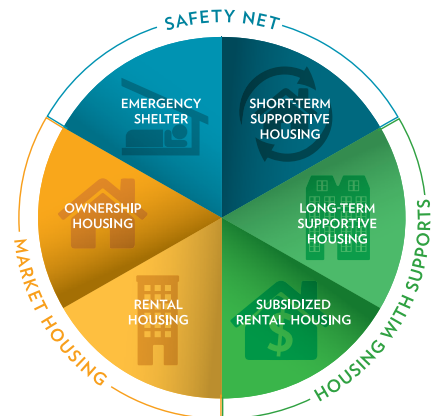 SAFETY NET
EMERGENCY
SHELTER
SHORT-TERM
SUPPORTIVE
HOUSING
OWNERSHIP
HOUSING
LONG-TERM
SUPPORTIVE
HOUSING
RENTAL
HOUSING
SUBSIDIZED
RENTAL HOUSING
$
MARKET HOUSING
HOUSING WITH SUPPORTS